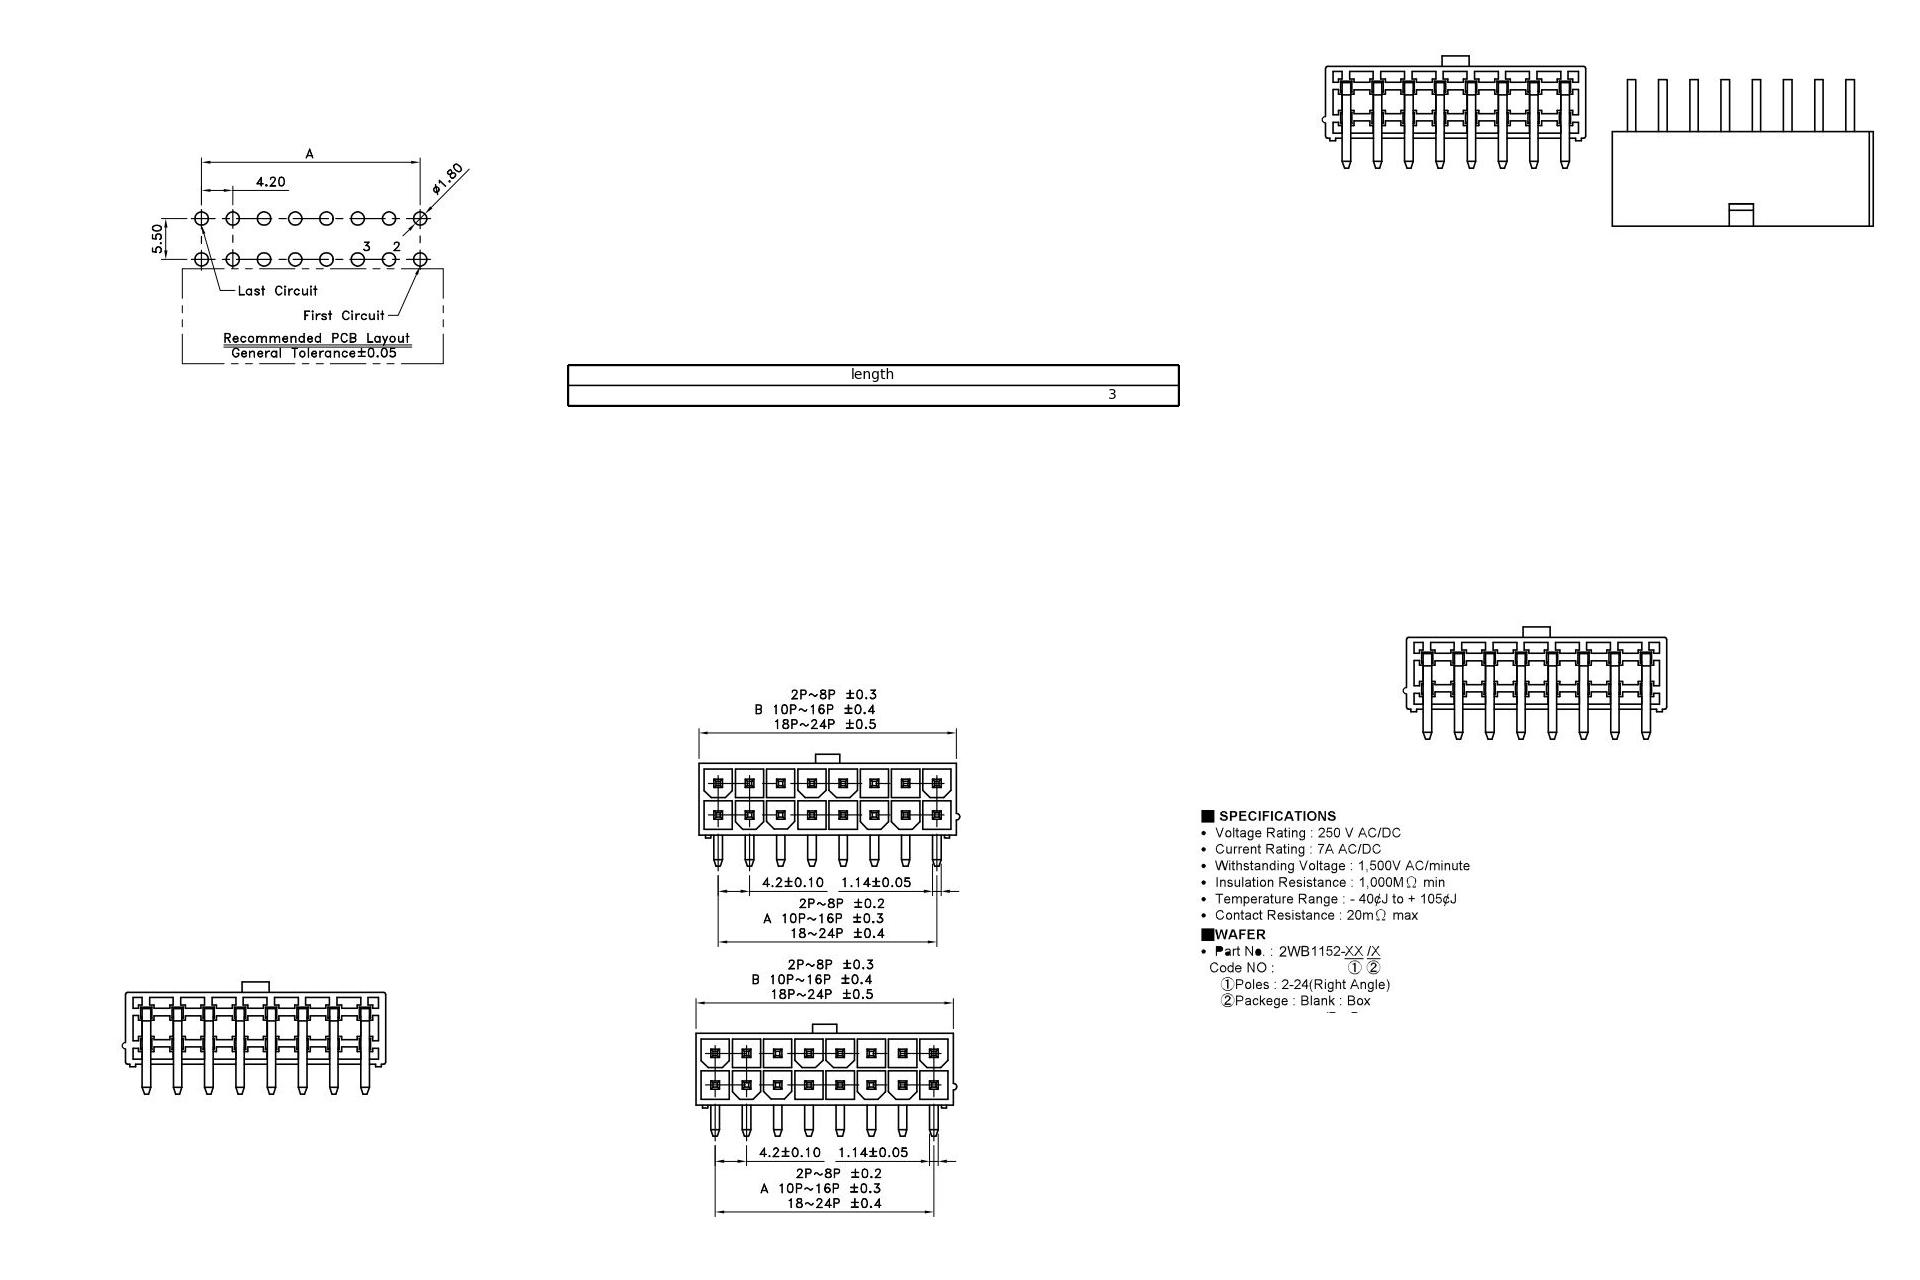 A
4.20
ø1.80
5.50
3 2
Last Circuit
First Circuit
Recommended PCB Layout
General Tolerance±0.05
length
3
2P~8P ±0.3
B 10P~16P ±0.4
18P~24P ±0.5
4.2±0.10 1.14±0.05
2P~8P ±0.2
A 10P~16P ±0.3
18~24P ±0.4
2P~8P ±0.3
B 10P~16P ±0.4
18P~24P ±0.5
4.2±0.10 1.14±0.05
2P~8P ±0.2
A 10P~16P ±0.3
18~24P ±0.4
■ SPECIFICATIONS
• Voltage Rating : 250 V AC/DC
• Current Rating : 7A AC/DC
• Withstanding Voltage : 1,500V AC/minute
• Insulation Resistance : 1,000MΩ min
• Temperature Range : - 40¢J to + 105¢J
• Contact Resistance : 20mΩ max
■WAFER
• Part No. : 2WB1152-XX /X
Code NO : ① ②
①Poles : 2-24(Right Angle)
②Packege : Blank : Box